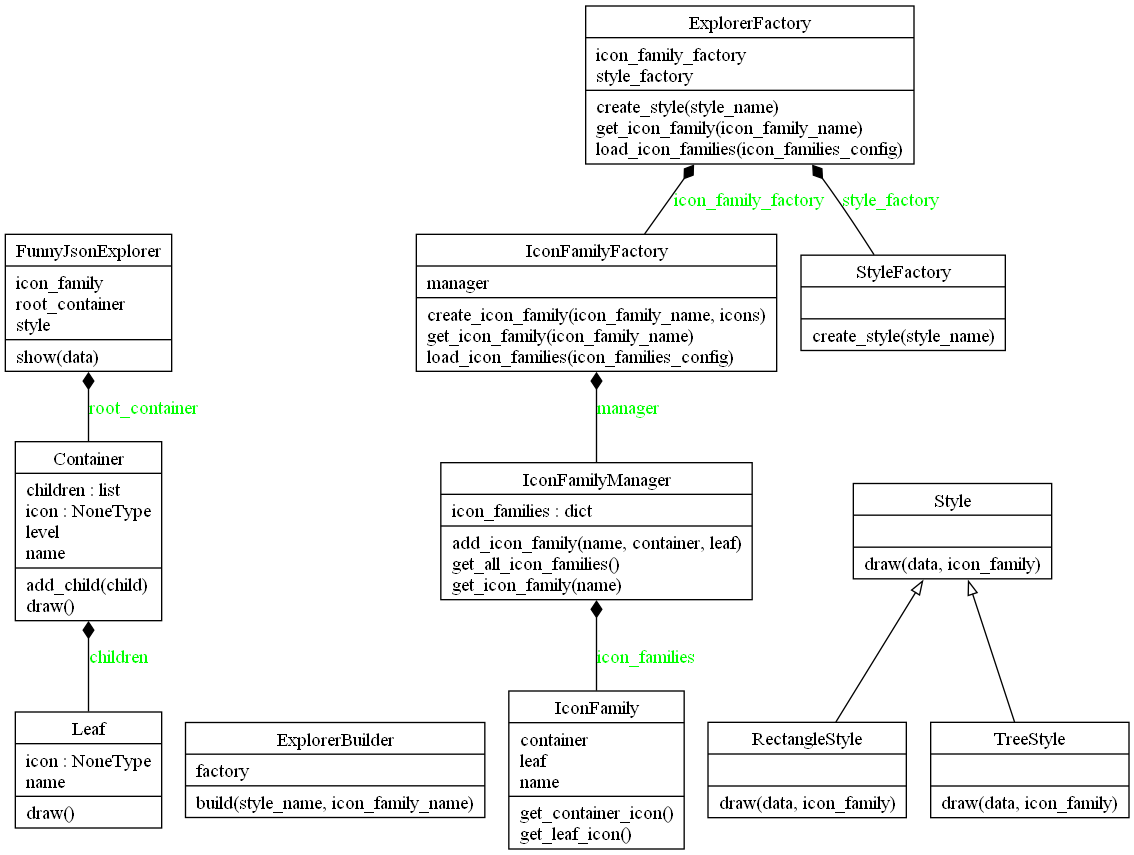 ExplorerFactory
icon_family_factory
style_factory
create_style(style_name)
get_icon_family(icon_family_name)
load_icon_families(icon_families_config)
icon_family_factory
style_factory
FunnyJsonExplorer
icon_family
root_container
style
show(data)
IconFamilyFactory
manager
create_icon_family(icon_family_name, icons)
get_icon_family(icon_family_name)
load_icon_families(icon_families_config)
StyleFactory
create_style(style_name)
root_container
manager
Container
children : list
icon : NoneType
level
name
add_child(child)
draw()
IconFamilyManager
icon_families : dict
add_icon_family(name, container, leaf)
get_all_icon_families()
get_icon_family(name)
Style
draw(data, icon_family)
children
icon_families
Leaf
icon : NoneType
name
draw()
ExplorerBuilder
factory
build(style_name, icon_family_name)
IconFamily
container
leaf
name
get_container_icon()
get_leaf_icon()
RectangleStyle
draw(data, icon_family)
TreeStyle
draw(data, icon_family)